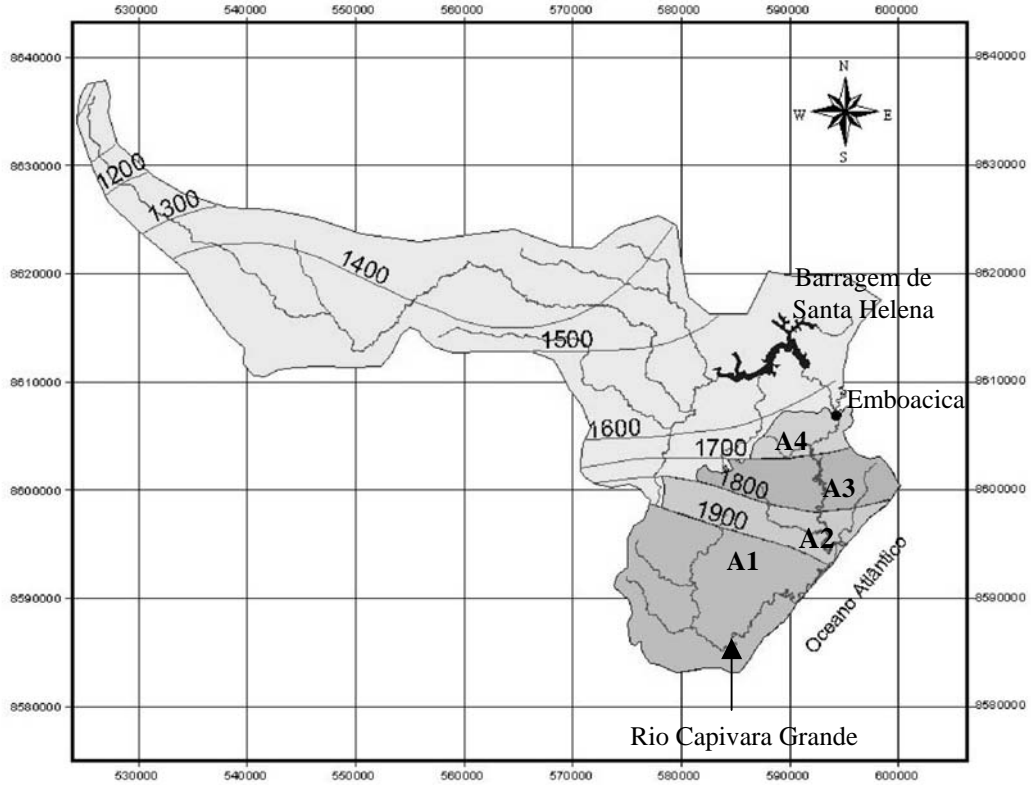 530000 540000 550000 560000 570000 580000 590000 600000
8640000 8640000
N
W E
S
8630000 8630000
1200
1300
8620000 8620000
1400
Barragem de
Santa Helena
1500
8610000 8610000
Emboacica
1600
1700
A4
8600000 8600000
1800
A3
1900
A2
A1
Oceano Atlântico
8590000 8590000
8580000 8580000
Rio Capivara Grande
530000 540000 550000 560000 570000 580000 590000 600000